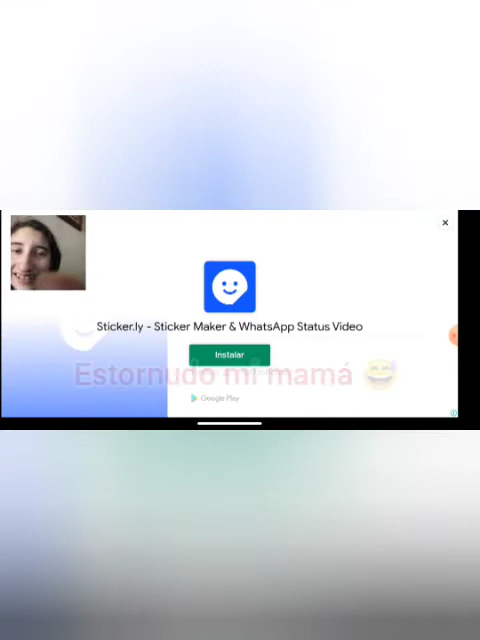 Sticker.ly - Sticker Maker & WhatsApp Status Video
Instalar
Estornudo mi mamá 😅
Google Play